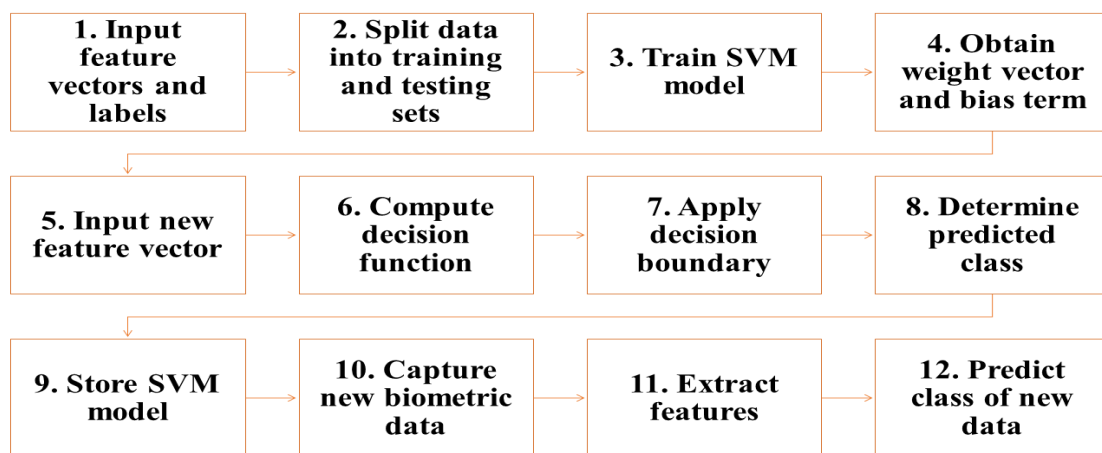 1. Input
feature
vectors and
labels
2. Split data
into training
and testing
sets
3. Train SVM
model
4. Obtain
weight vector
and bias term
5. Input new
feature vector
6. Compute
decision
function
7. Apply
decision
boundary
8. Determine
predicted
class
9. Store SVM
model
10. Capture
new biometric
data
11. Extract
features
12. Predict
class of new
data